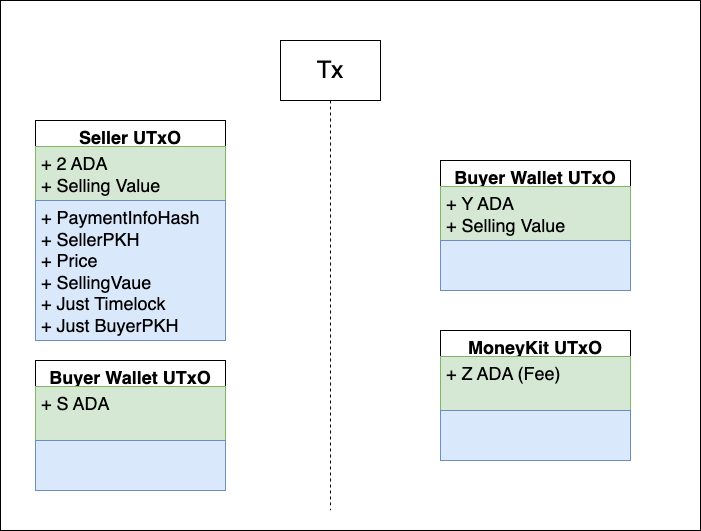 Tx
Seller UTxO
+ 2 ADA
+ Selling Value
+ PaymentInfoHash
+ SellerPKH
+ Price
+ SellingVaue
+ Just Timelock
+ Just BuyerPKH
Buyer Wallet UTxO
+ S ADA
Buyer Wallet UTxO
+ Y ADA
+ Selling Value
MoneyKit UTxO
+ Z ADA (Fee)